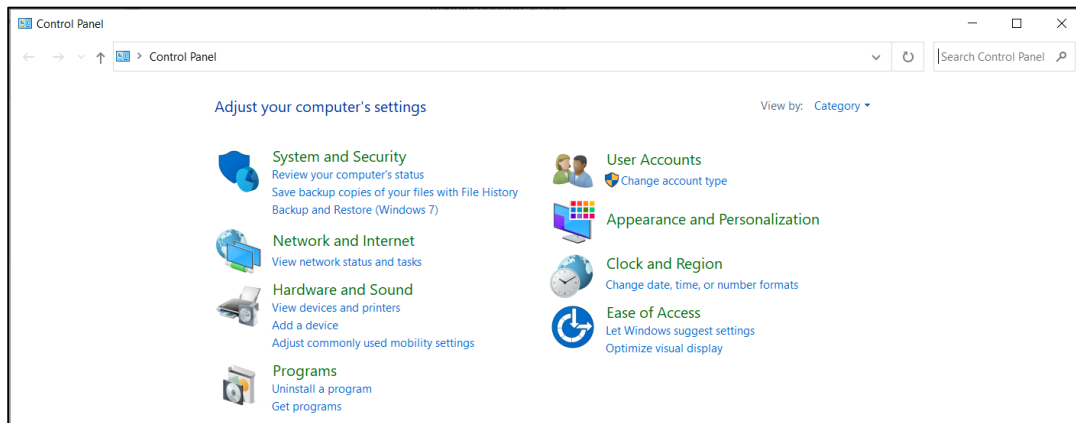 Control Panel
Control Panel
Search Control Panel
Adjust your computer's settings
View by: Category
System and Security
Review your computer's status
Save backup copies of your files with File History
Backup and Restore (Windows 7)
Network and Internet
View network status and tasks
Hardware and Sound
View devices and printers
Add a device
Adjust commonly used mobility settings
Programs
Uninstall a program
Get programs
User Accounts
Change account type
Appearance and Personalization
Clock and Region
Change date, time, or number formats
Ease of Access
Let Windows suggest settings
Optimize visual display